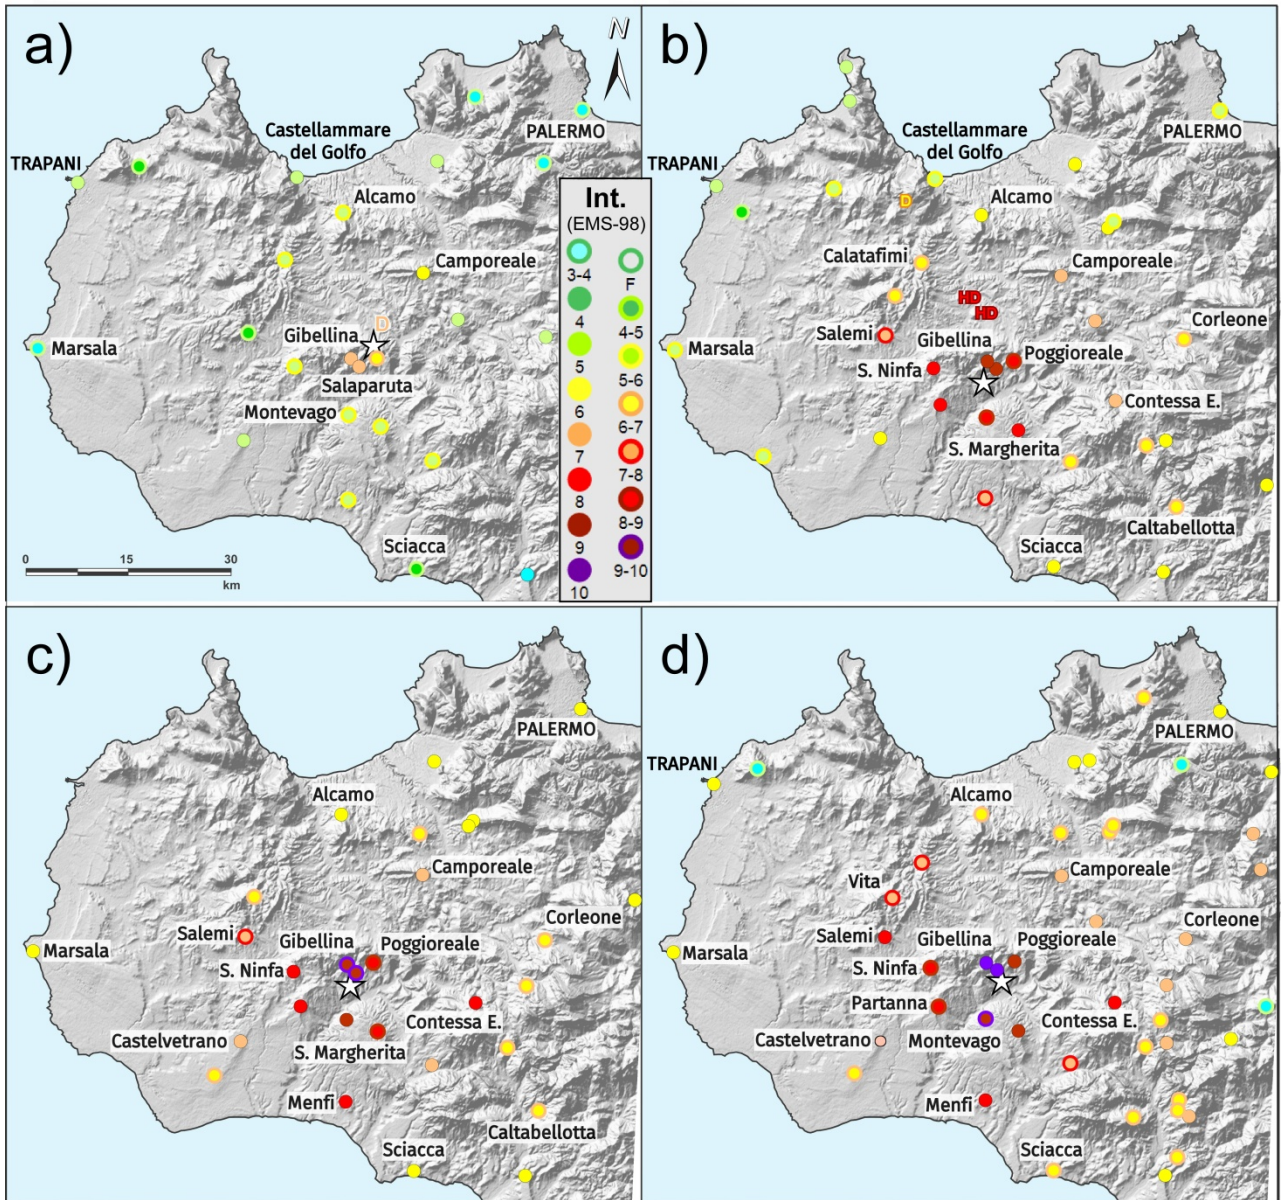 a)
N
Castellammare
del Golfo
PALERMO
TRAPANI
Alcamo
Camporeale
D
Gibellina
Marsala
Salaparuta
Montevago
Sciacca
0 15 30
km
Int.
(EMS-98)
3-4 F
4 4-5
5 5-6
6 6-7
7 7-8
8 8-9
9 9-10
10
b)
Castellammare
del Golfo
PALERMO
TRAPANI
D
Alcamo
Calatafimi
Camporeale
HD
HD
Corleone
Salemi
Gibellina
Poggioreale
Marsala
S. Ninfa
Contessa E.
S. Margherita
Caltabellotta
Sciacca
c)
PALERMO
Alcamo
Camporeale
Corleone
Salemi
Gibellina
Poggioreale
Marsala
S. Ninfa
Contessa E.
Castelvetrano
S. Margherita
Menfi
Caltabellotta
Sciacca
d)
PALERMO
TRAPANI
Alcamo
Camporeale
Vita
Corleone
Salemi
Gibellina
Poggioreale
Marsala
S. Ninfa
Partanna
Contessa E.
Castelvetrano
Montevago
Menfi
Sciacca